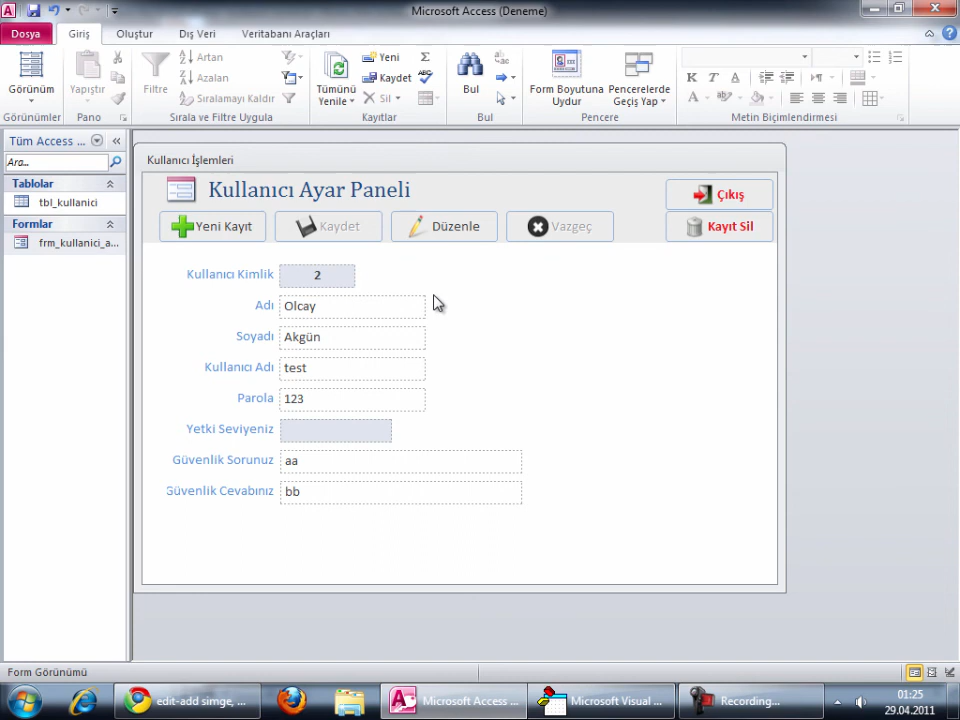 Microsoft Access (Deneme)
Dosya Giriş Oluştur Dış Veri Veritabanı Araçları
Görünüm
Görünümler
Yapıştır
Pano
Filtre
Artan
Azalan
Sıralamayı Kaldır
Sırala ve Filtre Uygula
Tümünü Yenile
Yeni
Kaydet
Sil
Kayıtlar
Bul
Bul
Form Boyutuna Uydur
Pencerelerde Geçiş Yap
Pencere
K T A
A
Metin Biçimlendirmesi
Tüm Access ...
Ara...
Tablolar
tbl_kullanici
Formlar
frm_kullanici_a...
Kullanıcı İşlemleri
Kullanıcı Ayar Paneli
Çıkış
Yeni Kayıt Kaydet Düzenle Vazgeç Kayıt Sil
Kullanıcı Kimlik 2
Adı Olcay
Soyadı Akgün
Kullanıcı Adı test
Parola 123
Yetki Seviyeniz
Güvenlik Sorunuz aa
Güvenlik Cevabınız bb
Form Görünümü
edit-add simge, ...
Microsoft Access ...
Microsoft Visual ...
Recording...
01:25
29.04.2011